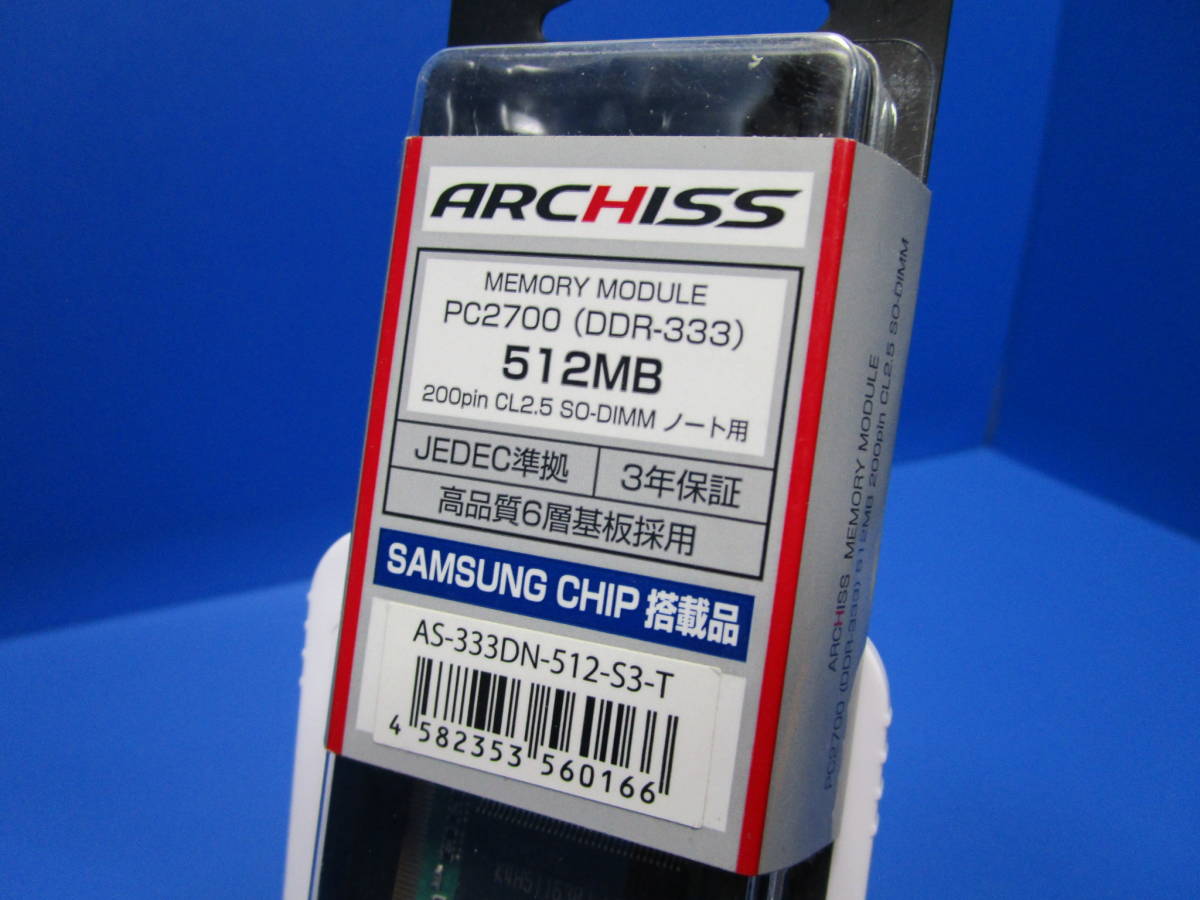 ARCHISS
MEMORY MODULE
PC2700 (DDR-333)
512MB
200pin CL2.5 SO-DIMM ノート用
JEDEC準拠
3年保証
高品質6層基板採用
SAMSUNG CHIP 搭載品
AS-333DN-512-S3-T
4 582353 560166
ARCHISS MEMORY MODULE
PC2700 (DDR-333) 512MB 200pin CL2.5 SO-DIMM